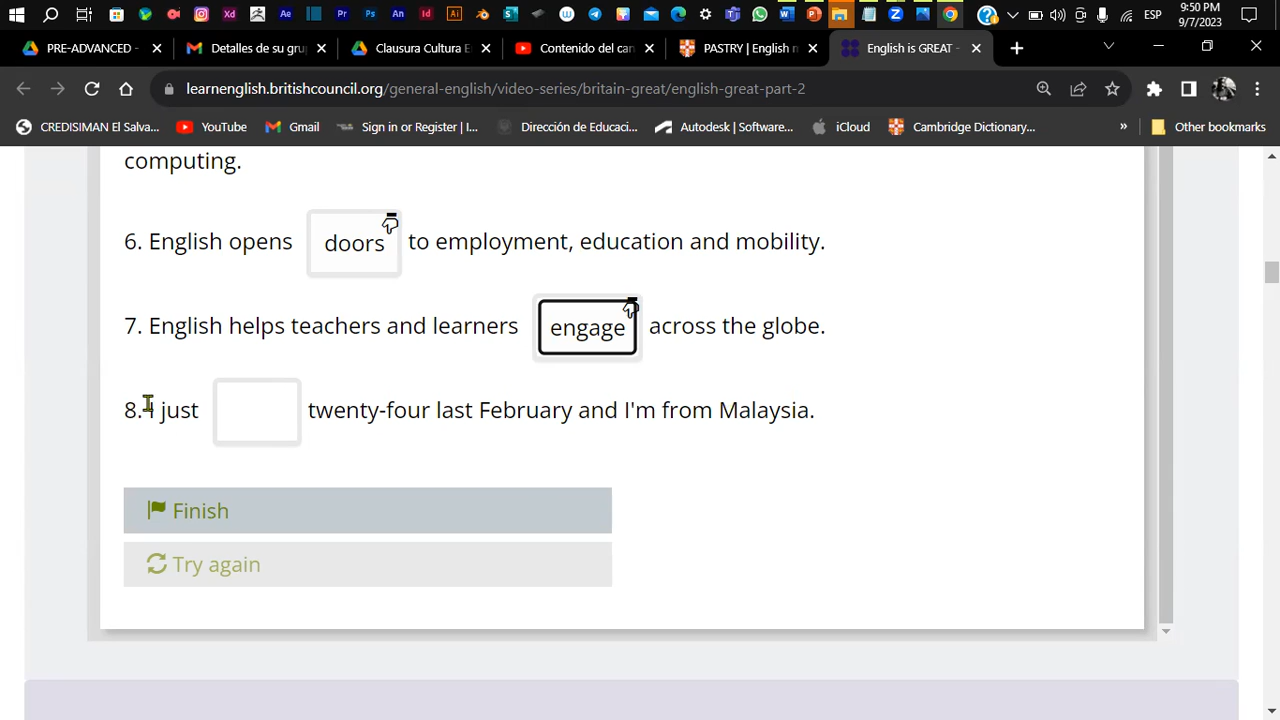 9:50 PM
ESP
9/7/2023
PRE-ADVANCED -
Detalles de su gru
Clausura Cultura E
Contenido del can
PASTRY | English m
English is GREAT -
learnenglish.britishcouncil.org/general-english/video-series/britain-great/english-great-part-2
CREDISIMAN El Salva...
YouTube
Gmail
Sign in or Register | I...
Dirección de Educaci...
Autodesk | Software...
iCloud
Cambridge Dictionary...
»
Other bookmarks
computing.
6. English opens doors to employment, education and mobility.
7. English helps teachers and learners engage across the globe.
8. I just twenty-four last February and I'm from Malaysia.
Finish
Try again